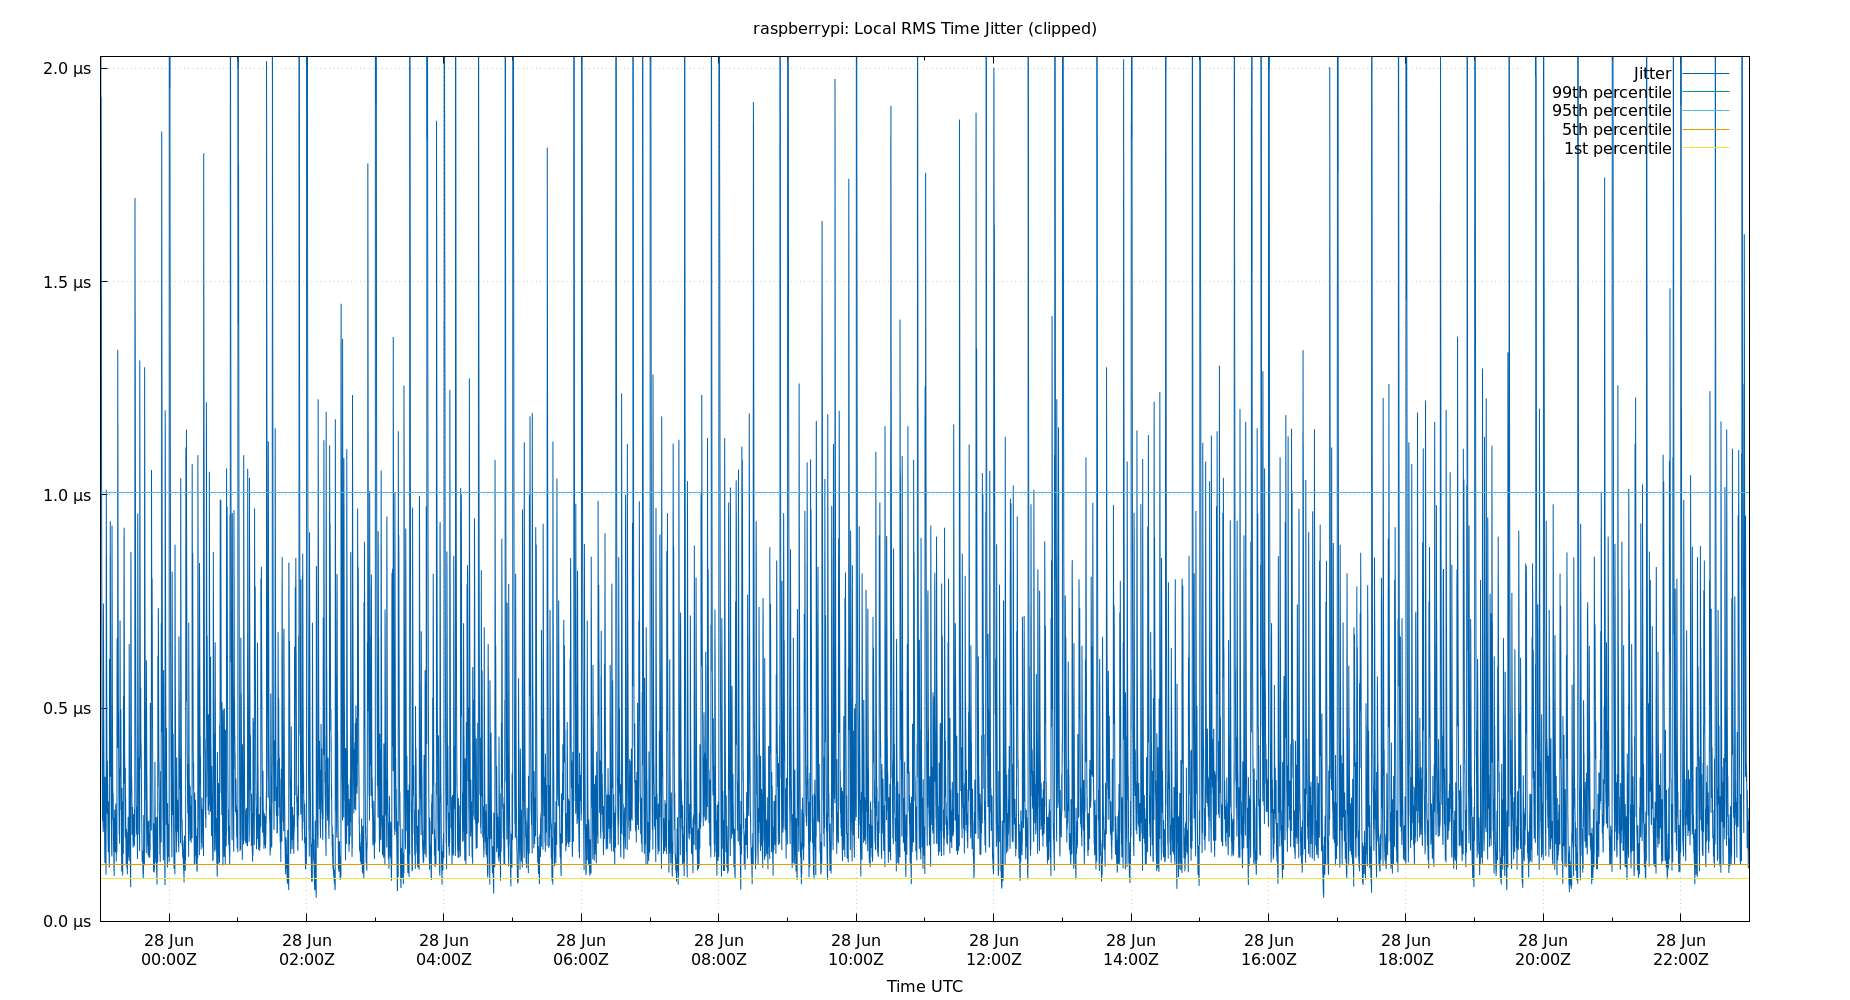 raspberrypi: Local RMS Time Jitter (clipped)
2.0 µs
1.5 µs
1.0 µs
0.5 µs
0.0 µs
Jitter
99th percentile
95th percentile
5th percentile
1st percentile
28 Jun 28 Jun 28 Jun 28 Jun 28 Jun 28 Jun 28 Jun 28 Jun 28 Jun 28 Jun 28 Jun 28 Jun
00:00Z 02:00Z 04:00Z 06:00Z 08:00Z 10:00Z 12:00Z 14:00Z 16:00Z 18:00Z 20:00Z 22:00Z
Time UTC